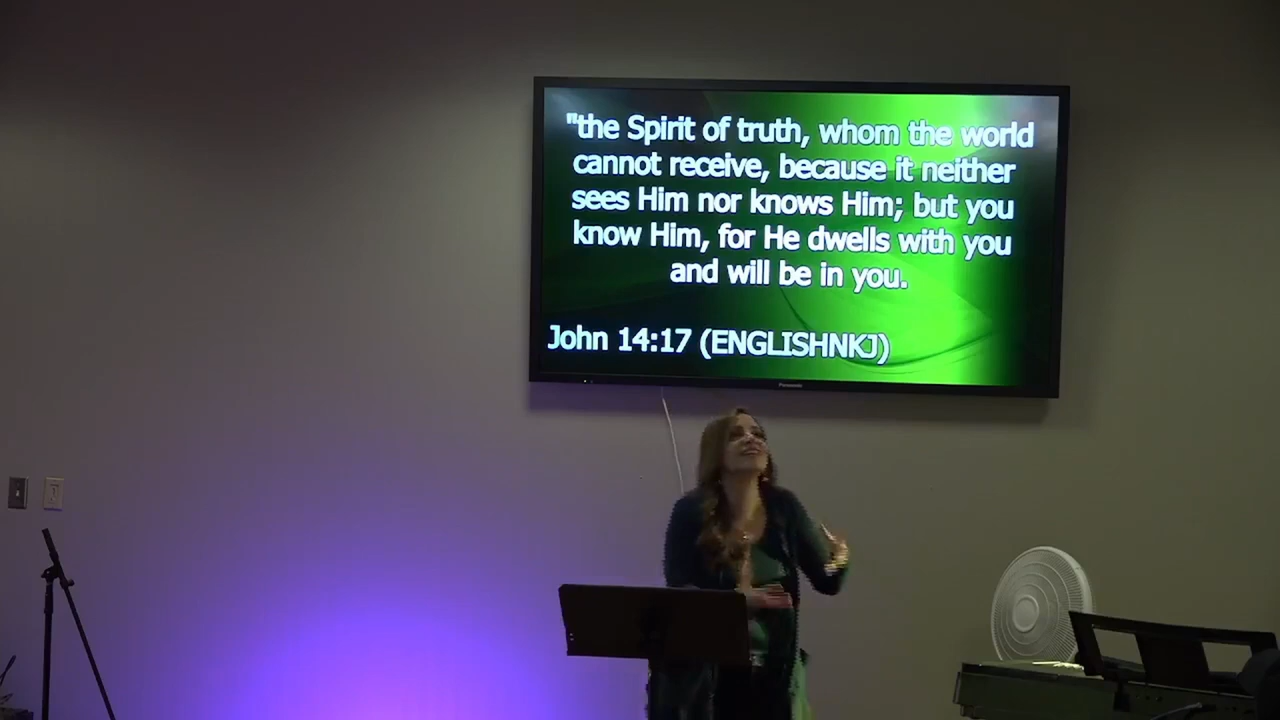 "the Spirit of truth, whom the world
cannot receive, because it neither
sees Him nor knows Him; but you
know Him, for He dwells with you
and will be in you.
John 14:17 (ENGLISHNKJ)
Panasonic